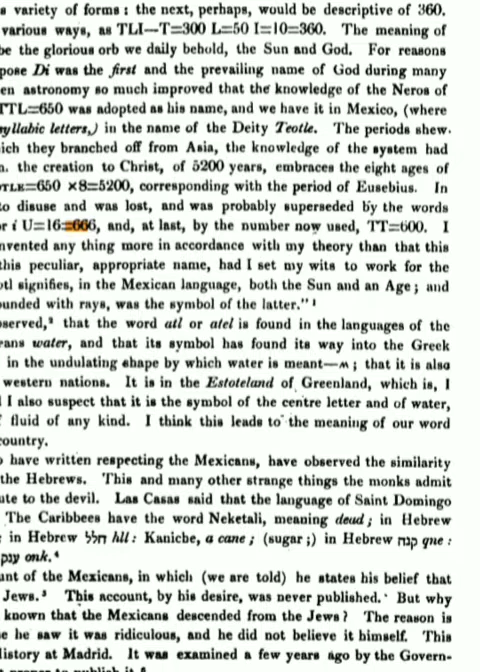 s variety of forms: the next, perhaps, would be descriptive of 360.
various ways, as TLI—T=300 L=50 I=10=360. The meaning of
be the glorious orb we daily behold, the Sun and God. For reasons
pose Di was the first and the prevailing name of God during many
en astronomy so much improved that the knowledge of the Neros of
TTL=650 was adopted as his name, and we have it in Mexico, (where
syllabic letters,) in the name of the Deity Teotle. The periods shew.
ich they branched off from Asia, the knowledge of the system had
n. the creation to Christ, of 5200 years, embraces the eight ages of
TLE=650 ×8=5200, corresponding with the period of Eusebius. In
to disuse and was lost, and was probably superseded by the words
r i U=16=666, and, at last, by the number now used, TT=600. I
nvented any thing more in accordance with my theory than that this
this peculiar, appropriate name, had I set my wits to work for the
otl signifies, in the Mexican language, both the Sun and an Age; and
ounded with rays, was the symbol of the latter." ¹
served,² that the word atl or atel is found in the languages of the
rans water, and that its symbol has found its way into the Greek
in the undulating shape by which water is meant—ʍ; that it is also
western nations. It is in the Estoteland of Greenland, which is, I
I also suspect that it is the symbol of the centre letter and of water,
f fluid of any kind. I think this leads to the meaning of our word
country.
o have written respecting the Mexicans, have observed the similarity
the Hebrews. This and many other strange things the monks admit
ute to the devil. Las Casas said that the language of Saint Domingo
The Caribbees have the word Neketali, meaning dead; in Hebrew
in Hebrew חלל hll: Kaniche, a cane; (sugar;) in Hebrew קנה qne:
ענק onk.⁴
unt of the Mexicans, in which (we are told) he states his belief that
Jews.⁵ This account, by his desire, was never published. But why
known that the Mexicans descended from the Jews? The reason is
e he saw it was ridiculous, and he did not believe it himself. This
History at Madrid. It was examined a few years ago by the Govern-
to publish it.⁶